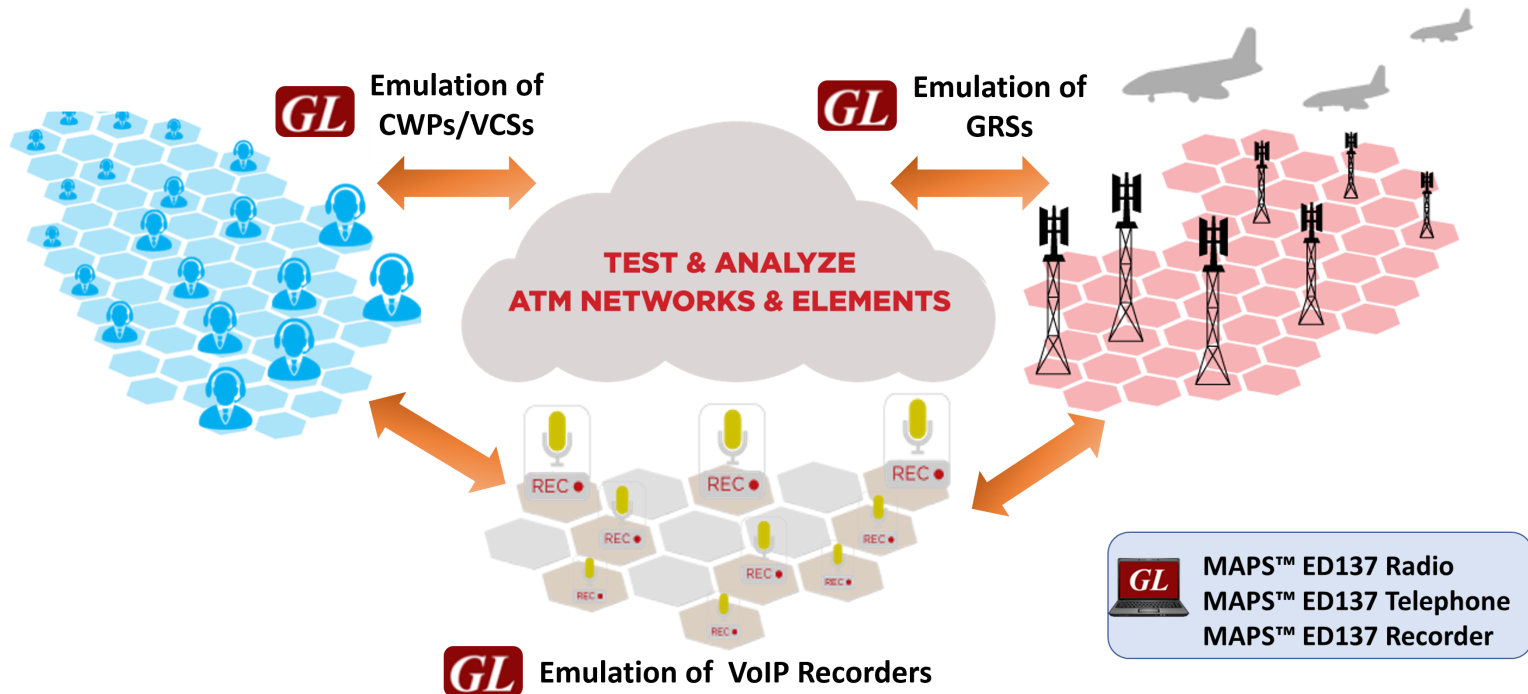 GL
Emulation of
CWPs/VCSs
GL
Emulation of
GRSs
TEST & ANALYZE
ATM NETWORKS & ELEMENTS
REC
REC
REC
REC
REC
REC
REC
REC
REC
GL
MAPS™ ED137 Radio
MAPS™ ED137 Telephone
MAPS™ ED137 Recorder
GL
Emulation of VoIP Recorders